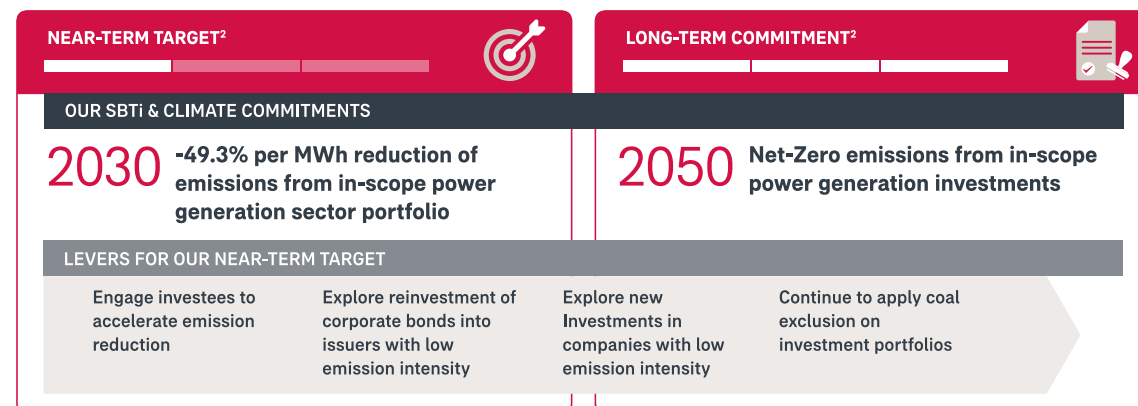 NEAR-TERM TARGET²
LONG-TERM COMMITMENT²
OUR SBTi & CLIMATE COMMITMENTS
2030
-49.3% per MWh reduction of
emissions from in-scope power
generation sector portfolio
2050
Net-Zero emissions from in-scope
power generation investments
LEVERS FOR OUR NEAR-TERM TARGET
Engage investees to
accelerate emission
reduction
Explore reinvestment of
corporate bonds into
issuers with low
emission intensity
Explore new
Investments in
companies with low
emission intensity
Continue to apply coal
exclusion on
investment portfolios